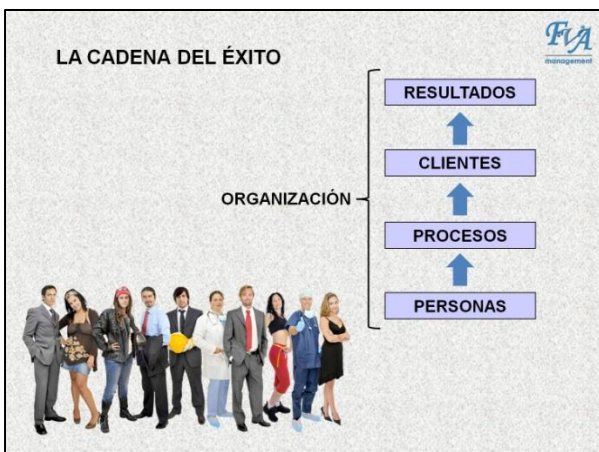 LA CADENA DEL ÉXITO
FVA
management
RESULTADOS
CLIENTES
ORGANIZACIÓN
PROCESOS
PERSONAS